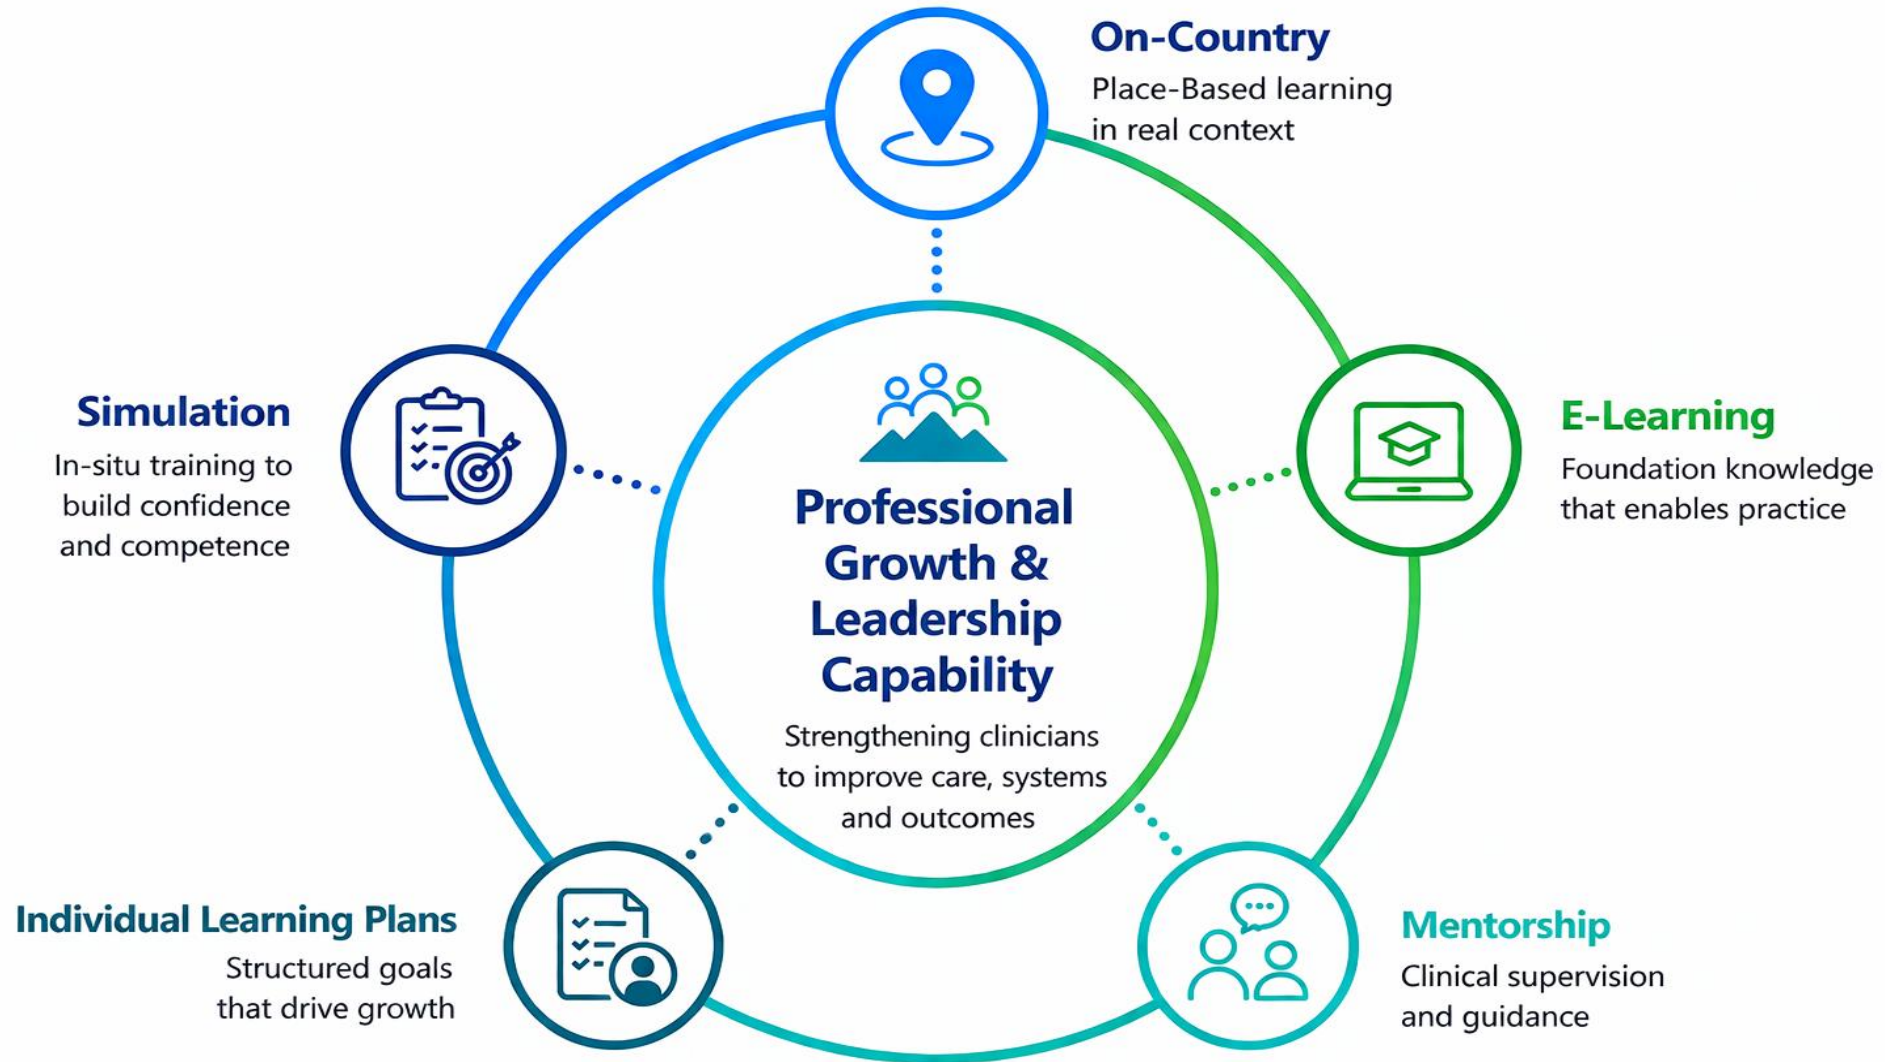 On-Country
Place-Based learning
in real context
Simulation
In-situ training to
build confidence
and competence
E-Learning
Foundation knowledge
that enables practice
Professional
Growth &
Leadership
Capability
Strengthening clinicians
to improve care, systems
and outcomes
Individual Learning Plans
Structured goals
that drive growth
Mentorship
Clinical supervision
and guidance